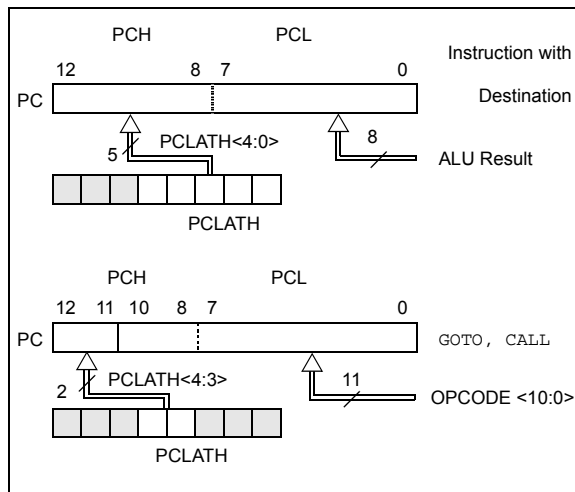 PCH PCL
12 8 7 0 Instruction with
PC Destination
5 PCLATH<4:0> 8 ALU Result
PCLATH
PCH PCL
12 11 10 8 7 0
PC GOTO, CALL
2 PCLATH<4:3> 11 OPCODE <10:0>
PCLATH